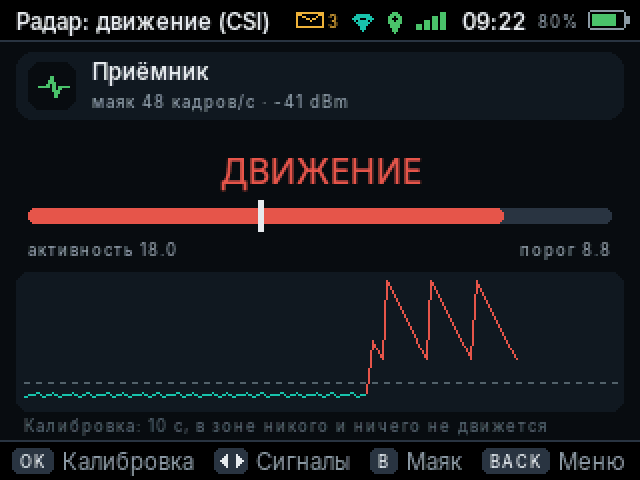 Радар: движение (CSI) 3 09:22 80%
Приёмник
маяк 48 кадров/с · -41 dBm
ДВИЖЕНИЕ
активность 18.0 порог 8.8
Калибровка: 10 с, в зоне никого и ничего не движется
OK Калибровка Сигналы B Маяк BACK Меню